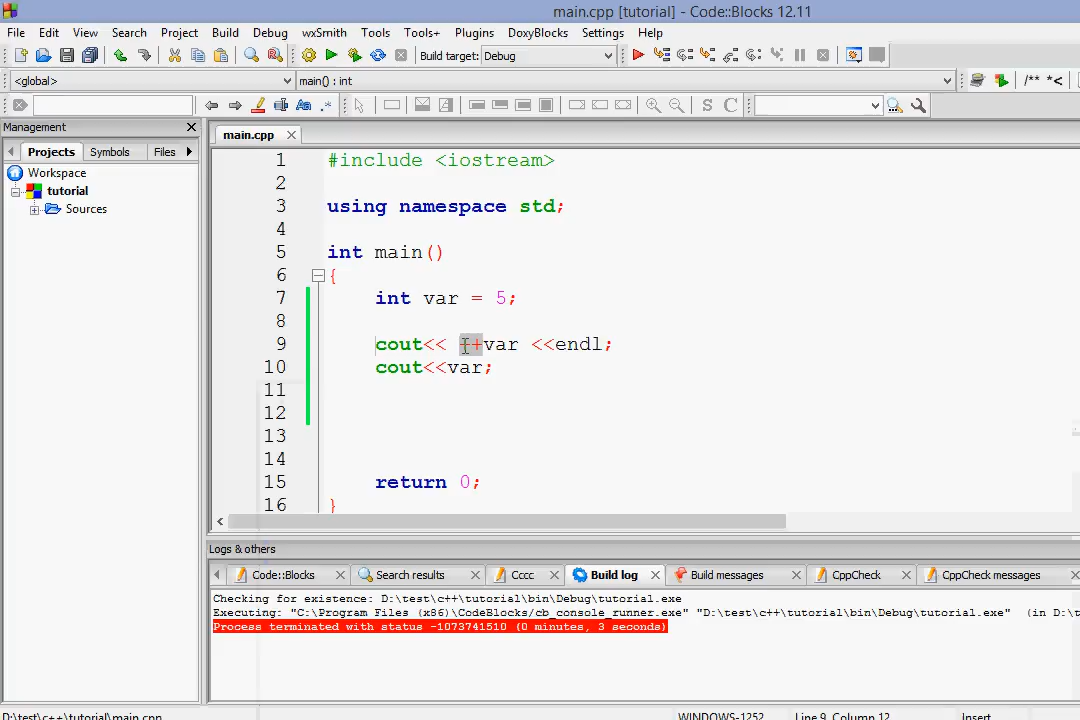 main.cpp [tutorial] - Code::Blocks 12.11
File Edit View Search Project Build Debug wxSmith Tools Tools+ Plugins DoxyBlocks Settings Help
Build target: Debug
<global> main() : int /** *<
Aa .* S C
Management
main.cpp
Projects Symbols Files
Workspace
tutorial
Sources
1 #include <iostream>
2
3 using namespace std;
4
5 int main()
6 {
7 int var = 5;
8
9 cout<< ++var <<endl;
10 cout<<var;
11
12
13
14
15 return 0;
16 }
Logs & others
Code::Blocks Search results Cccc Build log Build messages CppCheck CppCheck messages
Checking for existence: D:\test\c++\tutorial\bin\Debug\tutorial.exe
Executing: "C:\Program Files (x86)\CodeBlocks/cb_console_runner.exe" "D:\test\c++\tutorial\bin\Debug\tutorial.exe" (in D:\t
Process terminated with status -1073741510 (0 minutes, 3 seconds)
D:\test\c++\tutorial\main.cpp WINDOWS-1252 Line 9, Column 12 Insert